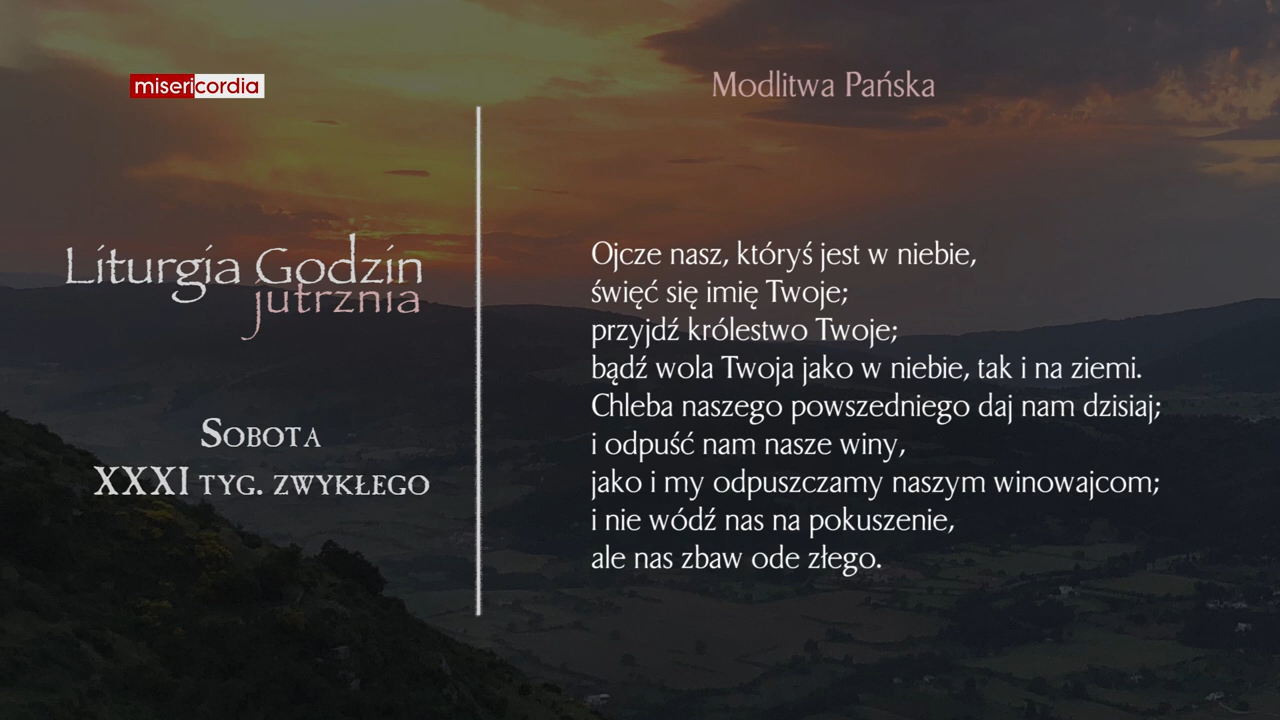 misericordia
Liturgia Godzin
jutrznia
SOBOTA
XXXI TYG. ZWYKŁEGO
Modlitwa Pańska
Ojcze nasz, któryś jest w niebie,
święć się imię Twoje;
przyjdź królestwo Twoje;
bądź wola Twoja jako w niebie, tak i na ziemi.
Chleba naszego powszedniego daj nam dzisiaj;
i odpuść nam nasze winy,
jako i my odpuszczamy naszym winowajcom;
i nie wódź nas na pokuszenie,
ale nas zbaw ode złego.